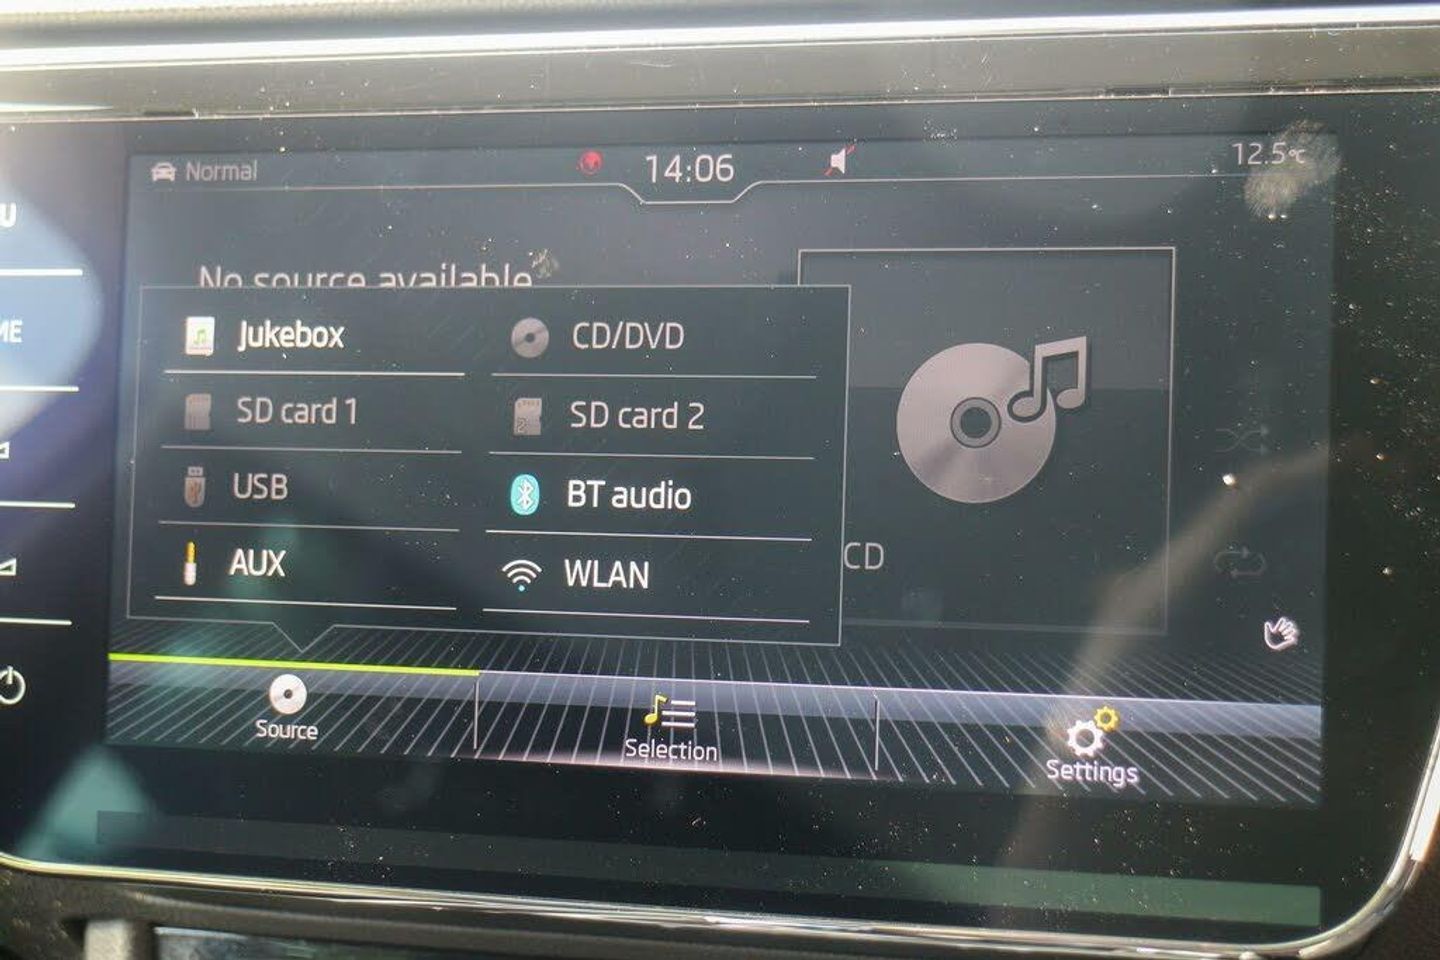 Normal
14:06
12.5°C
No source available
Jukebox
CD/DVD
SD card 1
SD card 2
USB
BT audio
AUX
WLAN
CD
Source
Selection
Settings